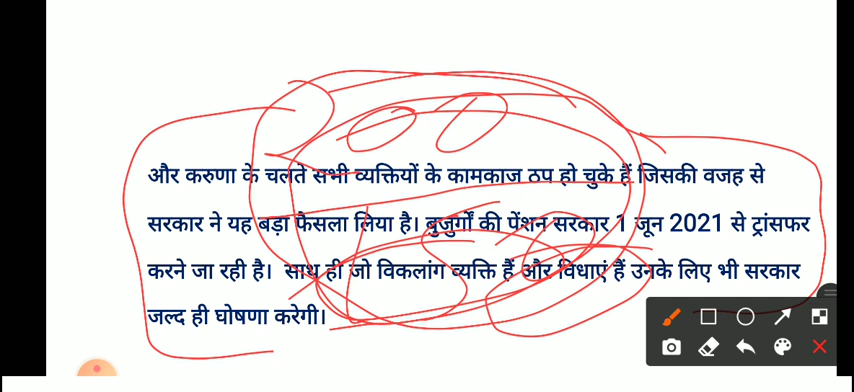 और करुणा के चलते सभी व्यक्तियों के कामकाज ठप हो चुके हैं जिसकी वजह से
सरकार ने यह बड़ा फैसला लिया है। बुजुर्गों की पेंशन सरकार 1 जून 2021 से ट्रांसफर
करने जा रही है। साथ ही जो विकलांग व्यक्ति हैं और विधाएं हैं उनके लिए भी सरकार
जल्द ही घोषणा करेगी।